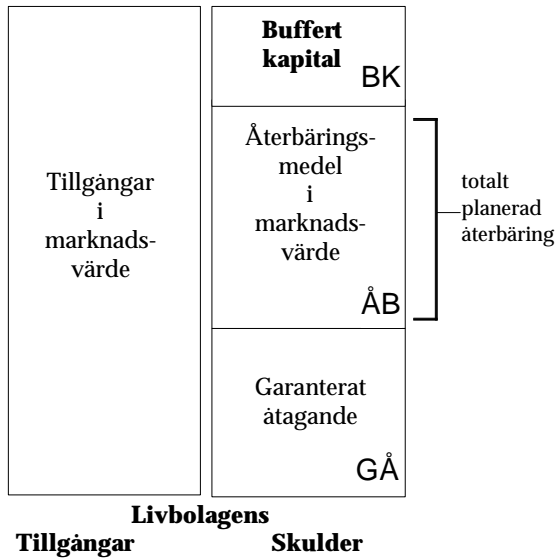 Tillgångar
i
marknads-
värde
Buffert
kapital
BK
Återbärings-
medel
i
marknads-
värde
ÅB
totalt
planerad
återbäring
Garanterat
åtagande
GÅ
Livbolagens
Tillgångar
Skulder